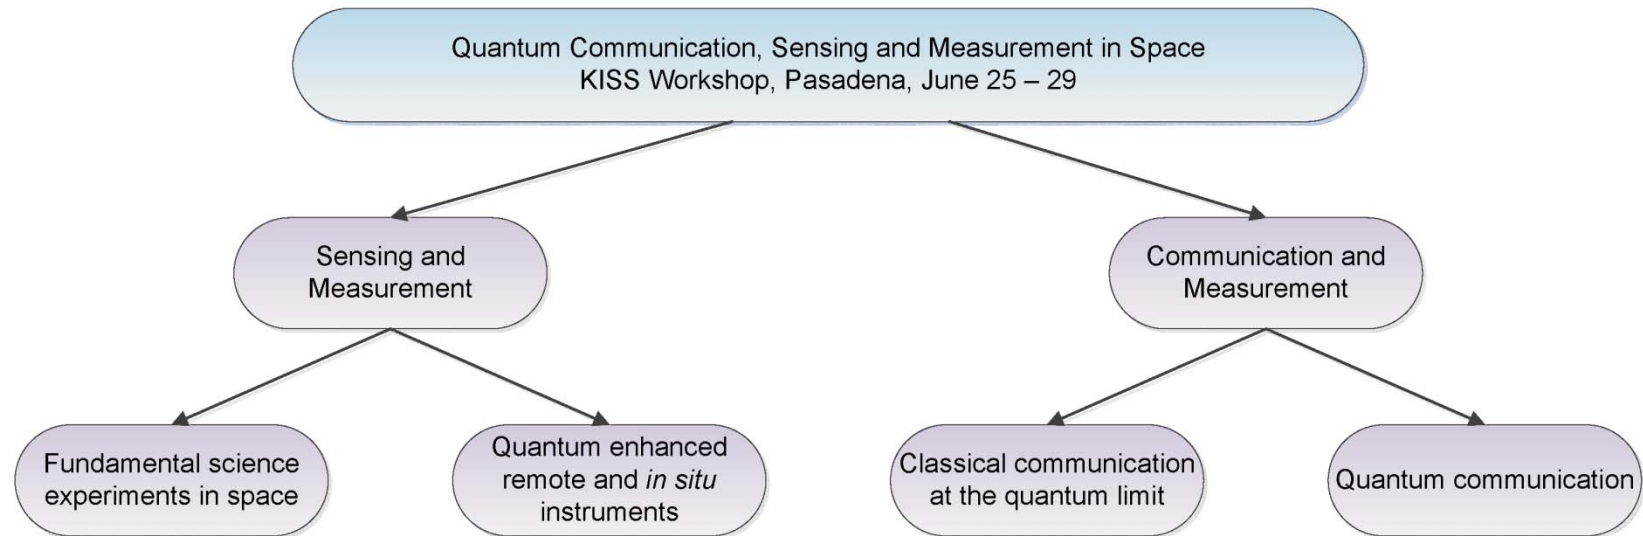 Quantum Communication, Sensing and Measurement in Space
KISS Workshop, Pasadena, June 25 – 29
Sensing and
Measurement
Communication and
Measurement
Fundamental science
experiments in space
Quantum enhanced
remote and in situ
instruments
Classical communication
at the quantum limit
Quantum communication